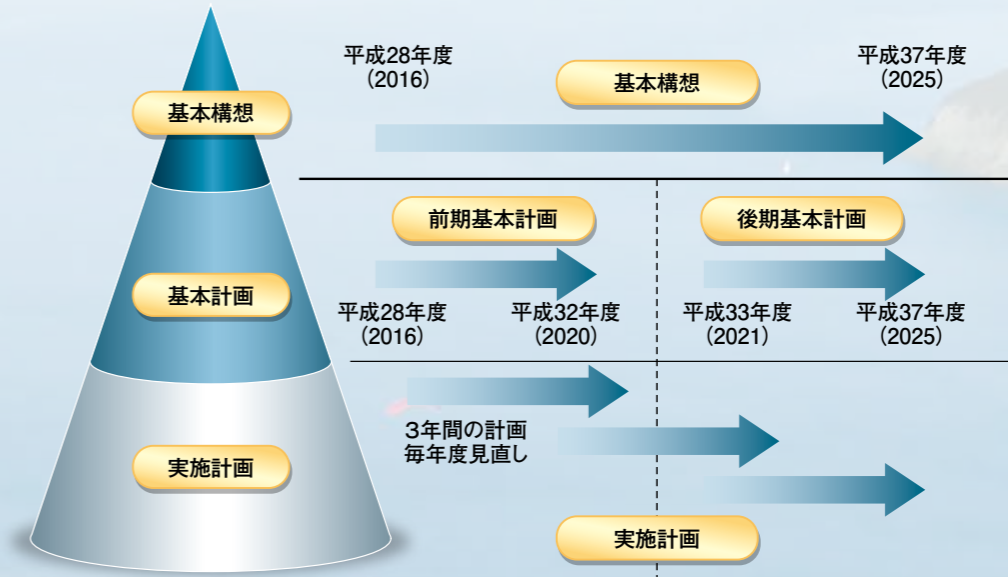 基本構想
基本計画
実施計画
平成28年度
(2016)
基本構想
平成37年度
(2025)
前期基本計画
平成28年度
(2016)
平成32年度
(2020)
後期基本計画
平成33年度
(2021)
平成37年度
(2025)
3年間の計画
毎年度見直し
実施計画